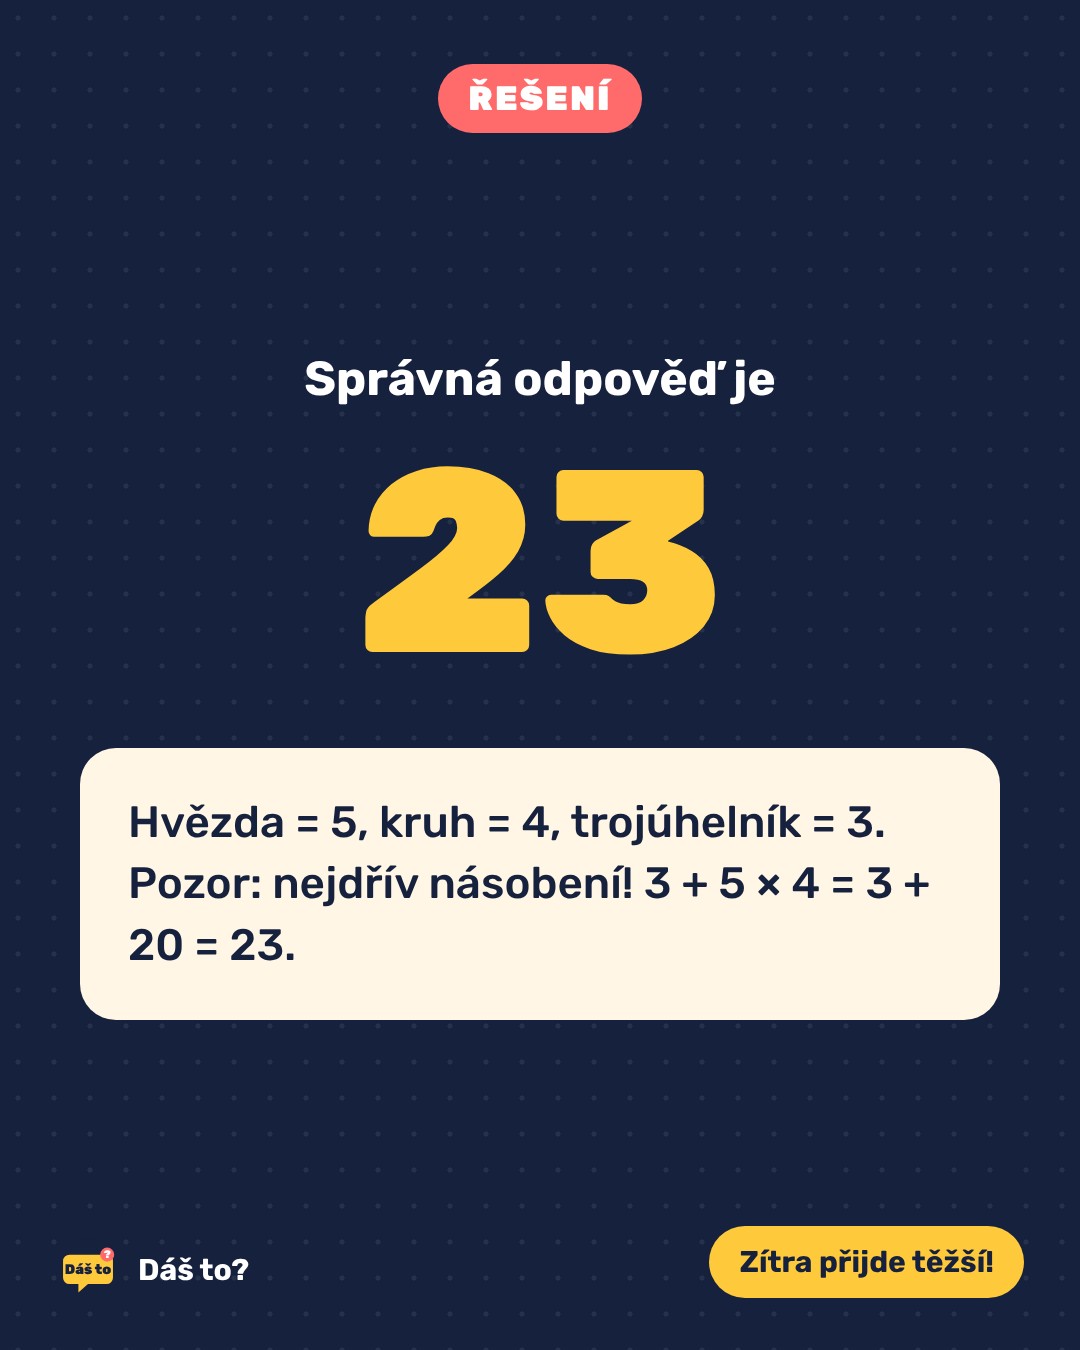 ŘEŠENÍ
Správná odpověď je
23
Hvězda = 5, kruh = 4, trojúhelník = 3.
Pozor: nejdřív násobení! 3 + 5 × 4 = 3 +
20 = 23.
Dáš to
?
Dáš to?
Zítra přijde těžší!